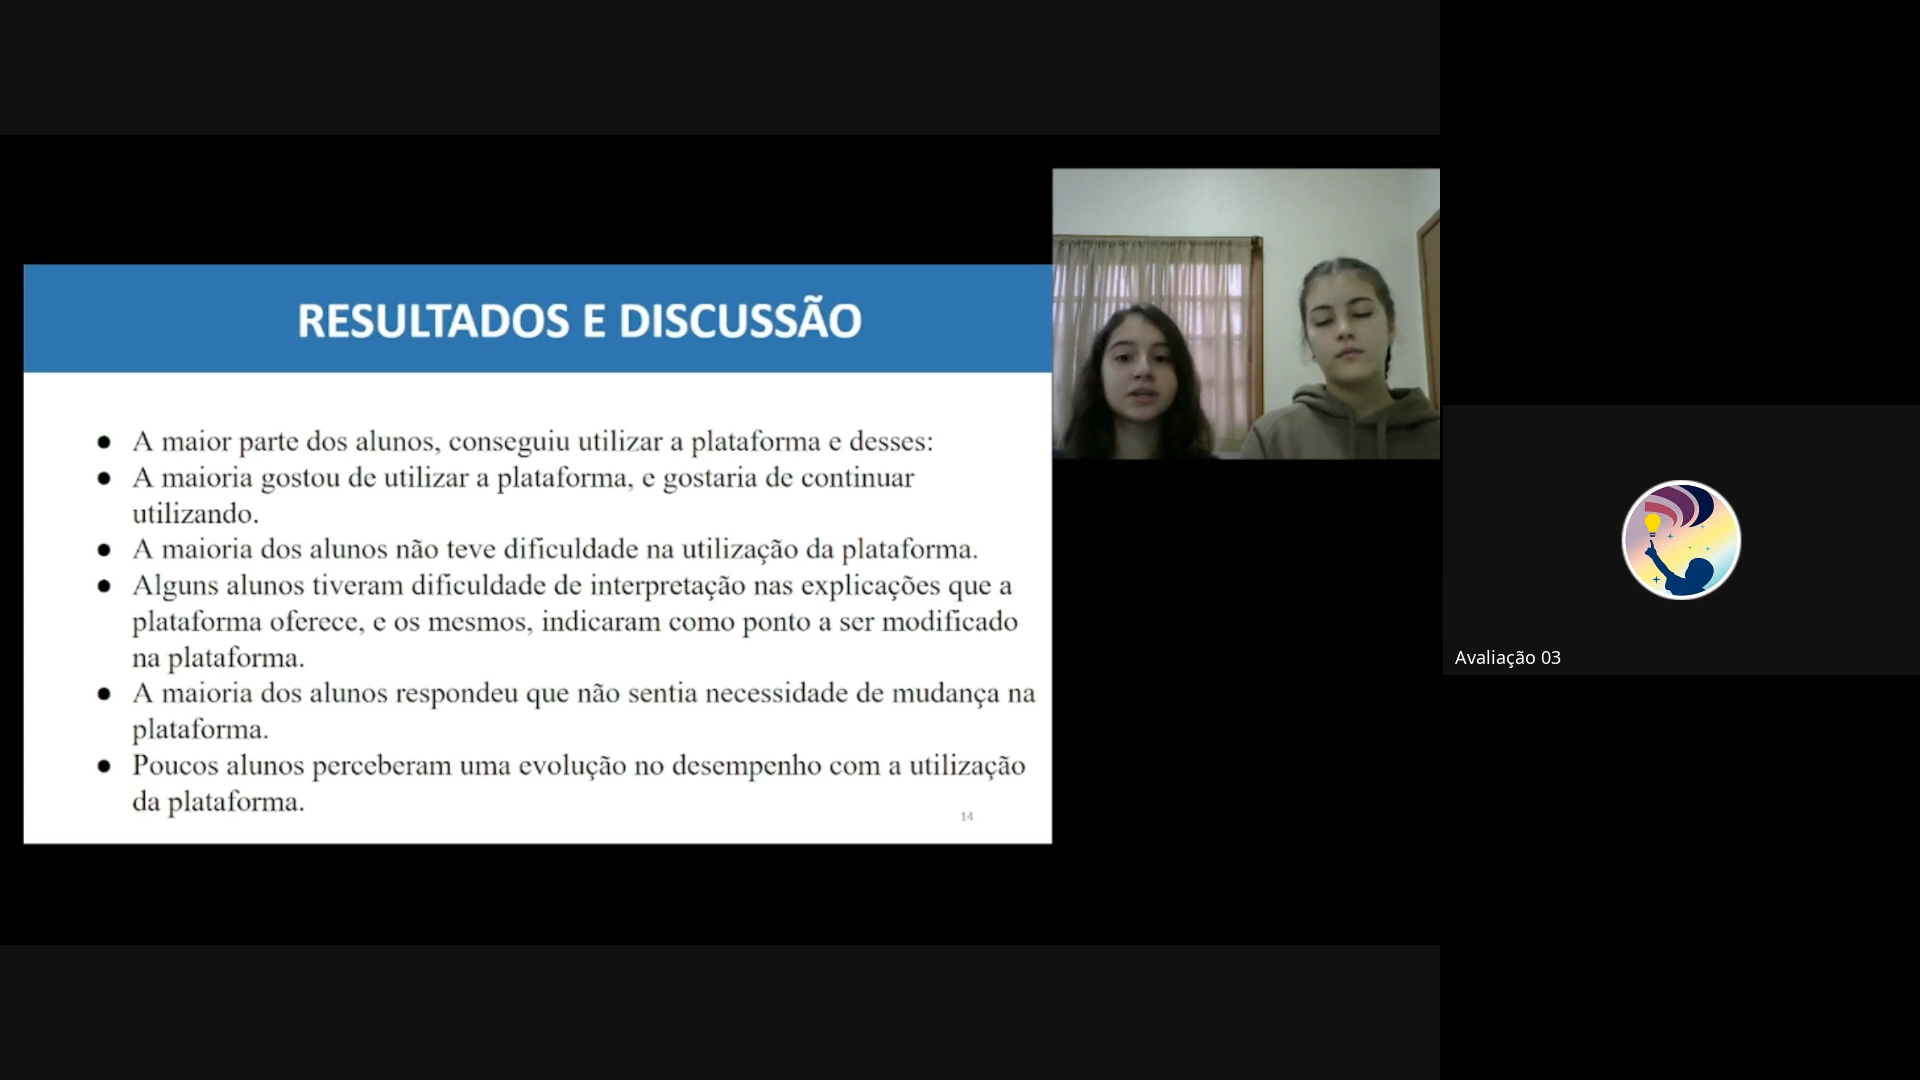 RESULTADOS E DISCUSSÃO
● A maior parte dos alunos, conseguiu utilizar a plataforma e desses:
● A maioria gostou de utilizar a plataforma, e gostaria de continuar
utilizando.
● A maioria dos alunos não teve dificuldade na utilização da plataforma.
● Alguns alunos tiveram dificuldade de interpretação nas explicações que a
plataforma oferece, e os mesmos, indicaram como ponto a ser modificado
na plataforma.
● A maioria dos alunos respondeu que não sentia necessidade de mudança na
plataforma.
● Poucos alunos perceberam uma evolução no desempenho com a utilização
da plataforma.
14
Avaliação 03